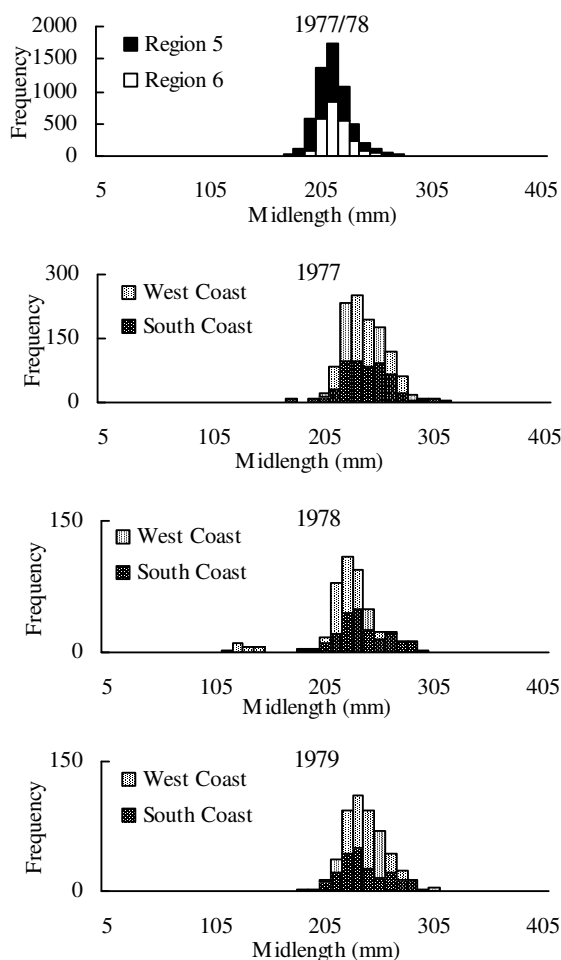 1977/78
Region 5
Region 6
Frequency
2000
1500
1000
500
0
5 105 205 305 405
Midlength (mm)
1977
West Coast
South Coast
Frequency
300
150
0
5 105 205 305 405
Midlength (mm)
1978
West Coast
South Coast
Frequency
150
0
5 105 205 305 405
Midlength (mm)
1979
West Coast
South Coast
Frequency
150
0
5 105 205 305 405
Midlength (mm)